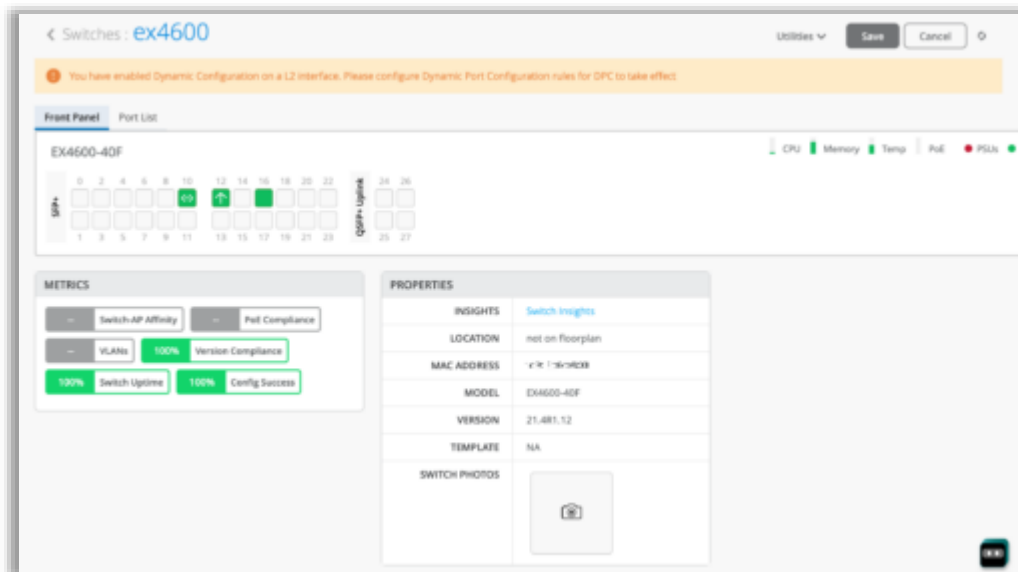 < Switches : ex4600
Utilities Save Cancel
You have enabled Dynamic Configuration on a L2 interface. Please configure Dynamic Port Configuration rules for DPC to take effect
Front Panel Port List
EX4600-40F
CPU Memory Temp PoE PSUs
0 2 4 6 8 10 12 14 16 18 20 22 24 26
SFP+
QSFP+ Uplink
1 3 5 7 9 11 13 15 17 19 21 23 25 27
METRICS
-- Switch-AP Affinity -- PoE Compliance
-- VLANs 100% Version Compliance
100% Switch Uptime 100% Config Success
PROPERTIES
INSIGHTS Switch Insights
LOCATION not on floorplan
MAC ADDRESS
MODEL EX4600-40F
VERSION
TEMPLATE NA
SWITCH PHOTOS